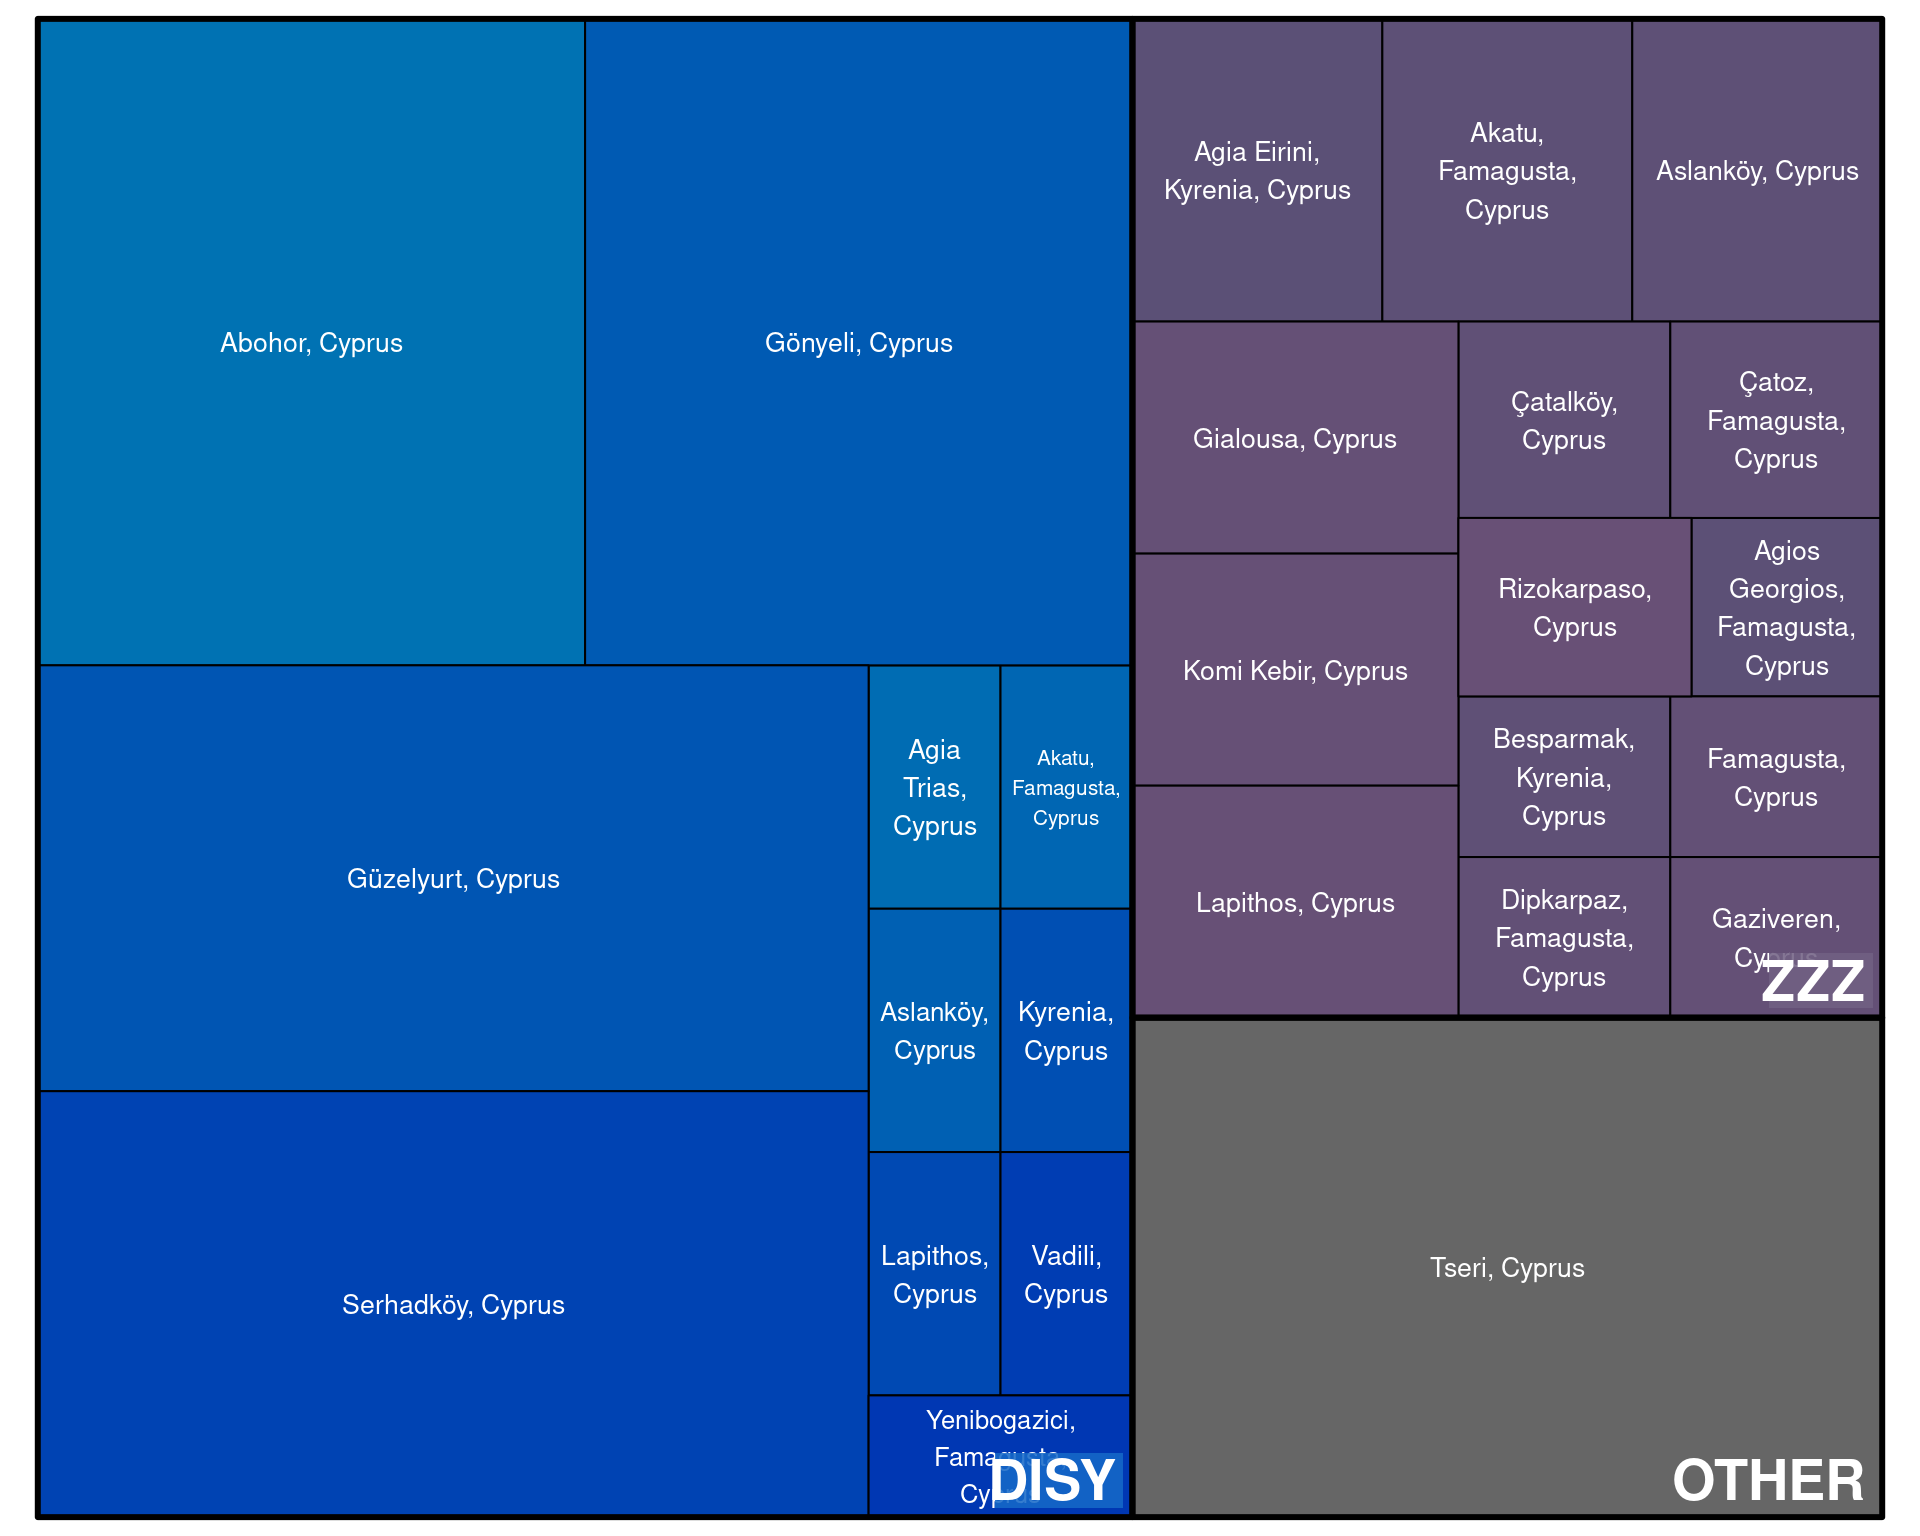 Abohor, Cyprus
Gönyeli, Cyprus
Güzelyurt, Cyprus
Serhadköy, Cyprus
Agia
Trias,
Cyprus
Akatu,
Famagusta,
Cyprus
Aslanköy,
Cyprus
Kyrenia,
Cyprus
Lapithos,
Cyprus
Vadili,
Cyprus
Yenibogazici,
Famagusta,
Cyprus
DISY
Agia Eirini,
Kyrenia, Cyprus
Akatu,
Famagusta,
Cyprus
Aslanköy, Cyprus
Gialousa, Cyprus
Komi Kebir, Cyprus
Lapithos, Cyprus
Çatalköy,
Cyprus
Çatoz,
Famagusta,
Cyprus
Rizokarpaso,
Cyprus
Agios
Georgios,
Famagusta,
Cyprus
Besparmak,
Kyrenia,
Cyprus
Famagusta,
Cyprus
Dipkarpaz,
Famagusta,
Cyprus
Gaziveren,
Cyprus
ZZZ
Tseri, Cyprus
OTHER